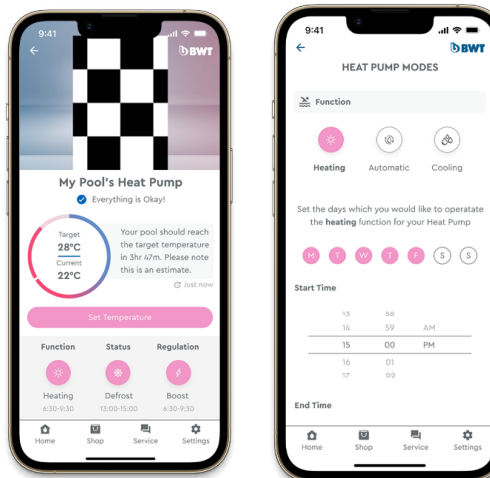 9:41
BWT
My Pool's Heat Pump
Everything is Okay!
Target
28°C
Current
22°C
Your pool should reach
the target temperature
in 3hr 47m. Please note
this is an estimate.
Just now
Set Temperature
Function Status Regulation
Heating Defrost Boost
6:30-9:30 13:00-15:00 6:30-9:30
Home Shop Service Settings
9:41
BWT
HEAT PUMP MODES
Function
Heating Automatic Cooling
Set the days which you would like to operatate
the heating function for your Heat Pump
M T W T F S S
Start Time
13 58
14 59 AM
15 00 PM
16 01
17 02
End Time
Home Shop Service Settings